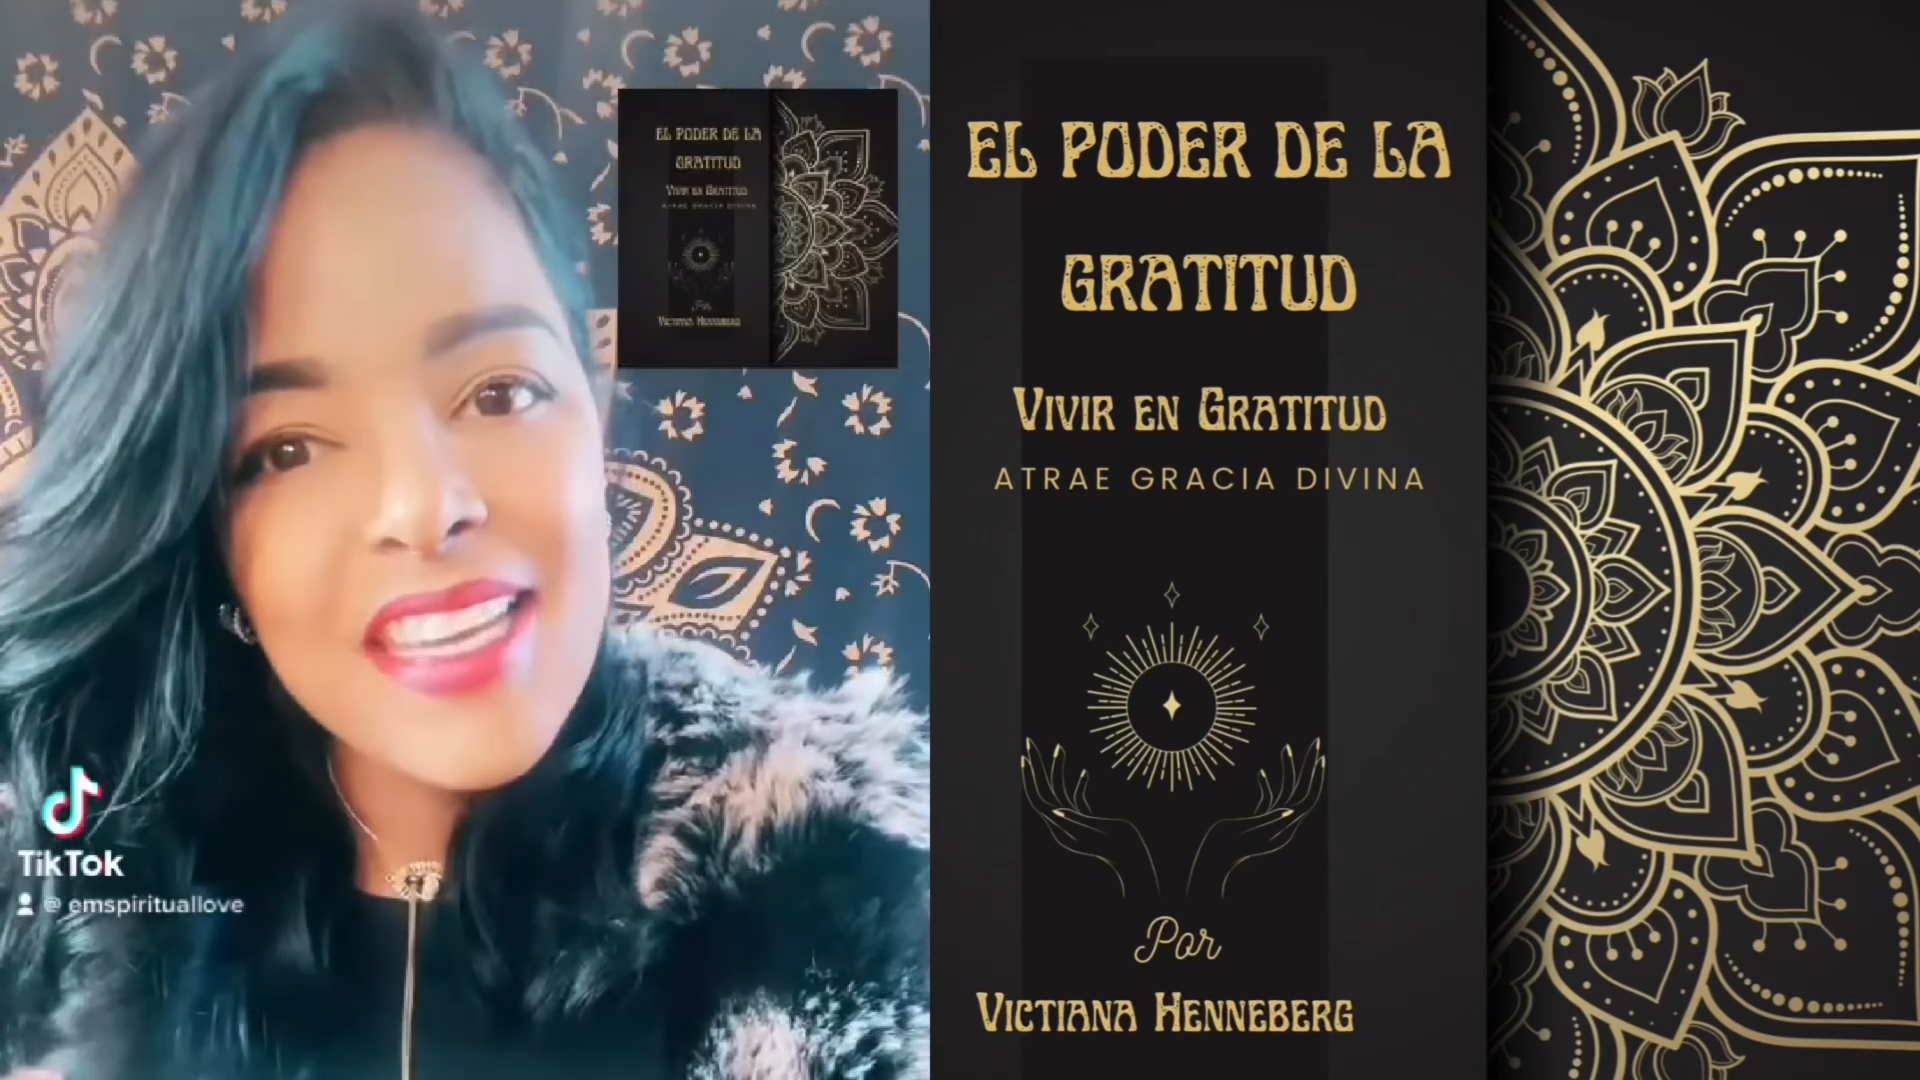 EL PODER DE LA
GRATITUD
VIVIR EN GRATITUD
ATRAE GRACIA DIVINA
Por
VICTIANA HENNEBERG
TikTok
@ emspirituallove
EL PODER DE LA
GRATITUD
VIVIR EN GRATITUD
ATRAE GRACIA DIVINA
Por
VICTIANA HENNEBERG